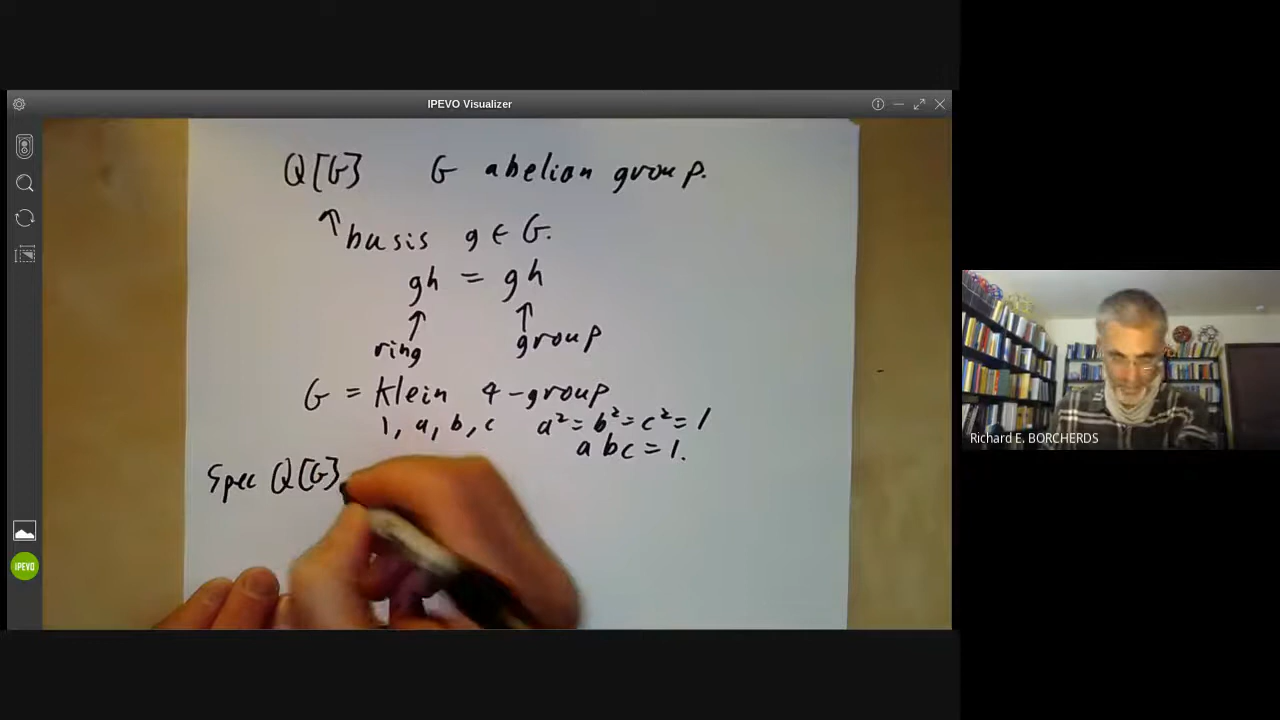 IPEVO Visualizer
Q[G] G abelian group.
↑ basis g ∈ G.
gh = gh
↑ ↑
ring group
G = Klein 4-group
1, a, b, c a² = b² = c² = 1
abc = 1.
Spec Q[G]
Richard E. BORCHERDS
IPEVO